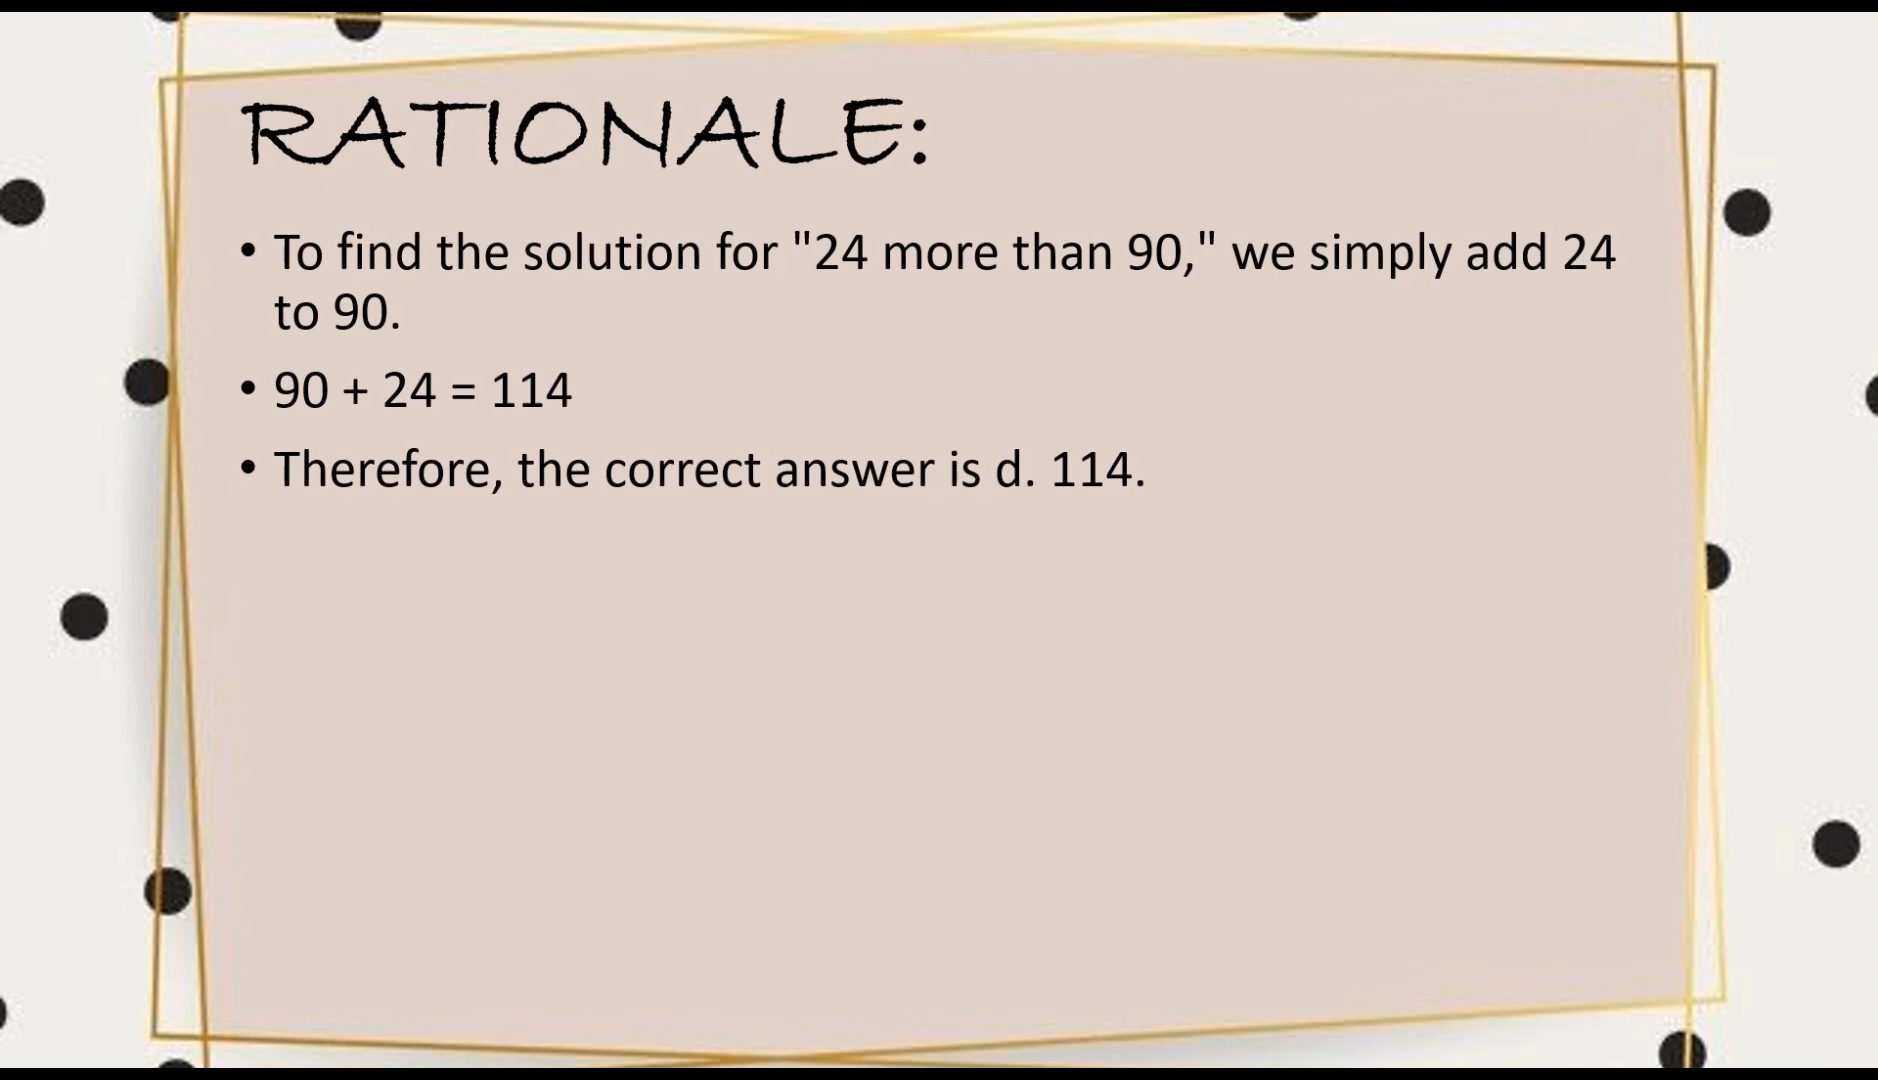 RATIONALE:
• To find the solution for "24 more than 90," we simply add 24
to 90.
• 90 + 24 = 114
• Therefore, the correct answer is d. 114.